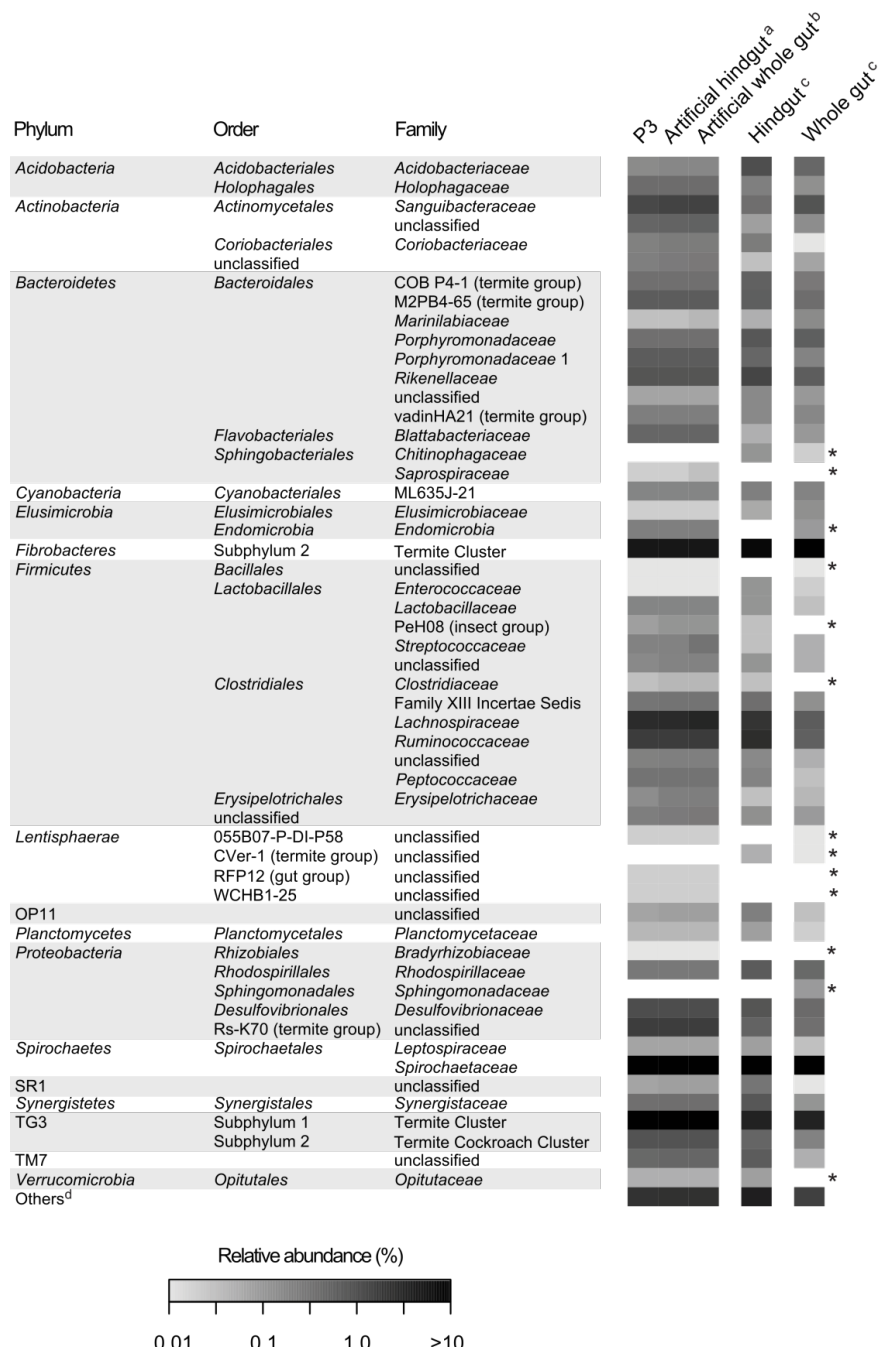 P3
Artificial hindgut a
Artificial whole gut b
Hindgut c
Whole gut c
Phylum Order Family
Acidobacteria Acidobacteriales Acidobacteriaceae
Holophagales Holophagaceae
Actinobacteria Actinomycetales Sanguibacteraceae
unclassified
Coriobacteriales Coriobacteriaceae
unclassified
Bacteroidetes Bacteroidales COB P4-1 (termite group)
M2PB4-65 (termite group)
Marinilabiaceae
Porphyromonadaceae
Porphyromonadaceae 1
Rikenellaceae
unclassified
vadinHA21 (termite group)
Flavobacteriales Blattabacteriaceae
Sphingobacteriales Chitinophagaceae *
Saprospiraceae *
Cyanobacteria Cyanobacteriales ML635J-21
Elusimicrobia Elusimicrobiales Elusimicrobiaceae
Endomicrobia Endomicrobia *
Fibrobacteres Subphylum 2 Termite Cluster
Firmicutes Bacillales unclassified *
Lactobacillales Enterococcaceae
Lactobacillaceae
PeH08 (insect group) *
Streptococcaceae
unclassified
Clostridiales Clostridiaceae *
Family XIII Incertae Sedis
Lachnospiraceae
Ruminococcaceae
unclassified
Peptococcaceae
Erysipelotrichales Erysipelotrichaceae
unclassified
Lentisphaerae 055B07-P-DI-P58 unclassified *
CVer-1 (termite group) unclassified *
RFP12 (gut group) unclassified *
WCHB1-25 unclassified *
OP11 unclassified
Planctomycetes Planctomycetales Planctomycetaceae
Proteobacteria Rhizobiales Bradyrhizobiaceae *
Rhodospirillales Rhodospirillaceae
Sphingomonadales Sphingomonadaceae *
Desulfovibrionales Desulfovibrionaceae
Rs-K70 (termite group) unclassified
Spirochaetes Spirochaetales Leptospiraceae
Spirochaetaceae
SR1 unclassified
Synergistetes Synergistales Synergistaceae
TG3 Subphylum 1 Termite Cluster
Subphylum 2 Termite Cockroach Cluster
TM7 unclassified
Verrucomicrobia Opitutales Opitutaceae *
Others d
Relative abundance (%)
0.01 0.1 1.0 >10